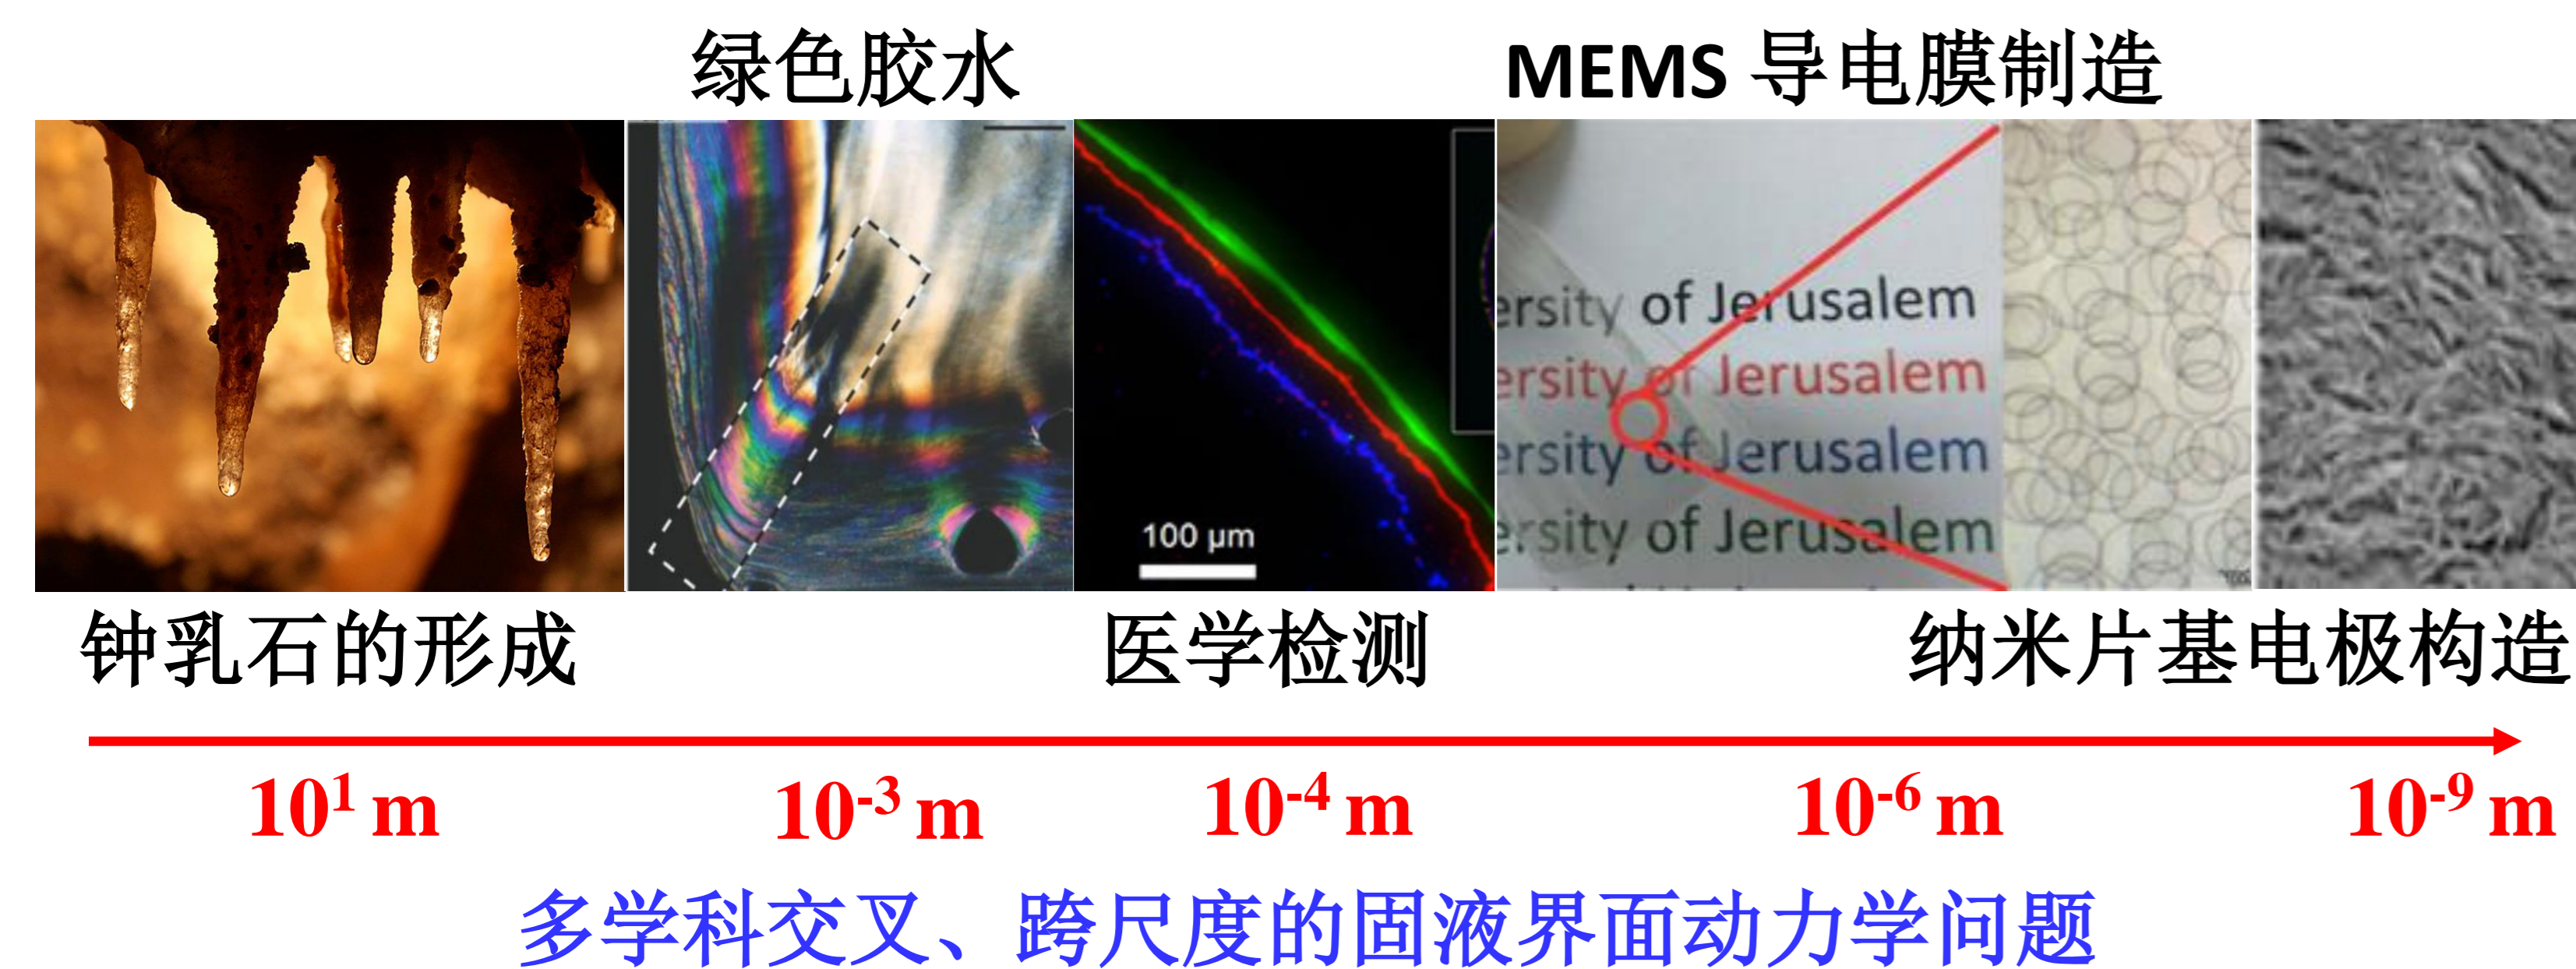 绿色胶水
MEMS 导电膜制造
100 µm
ersity of Jerusalem
ersity of Jerusalem
ersity of Jerusalem
ersity of Jerusalem
钟乳石的形成
医学检测
纳米片基电极构造
10¹ m
10⁻³ m
10⁻⁴ m
10⁻⁶ m
10⁻⁹ m
多学科交叉、跨尺度的固液界面动力学问题